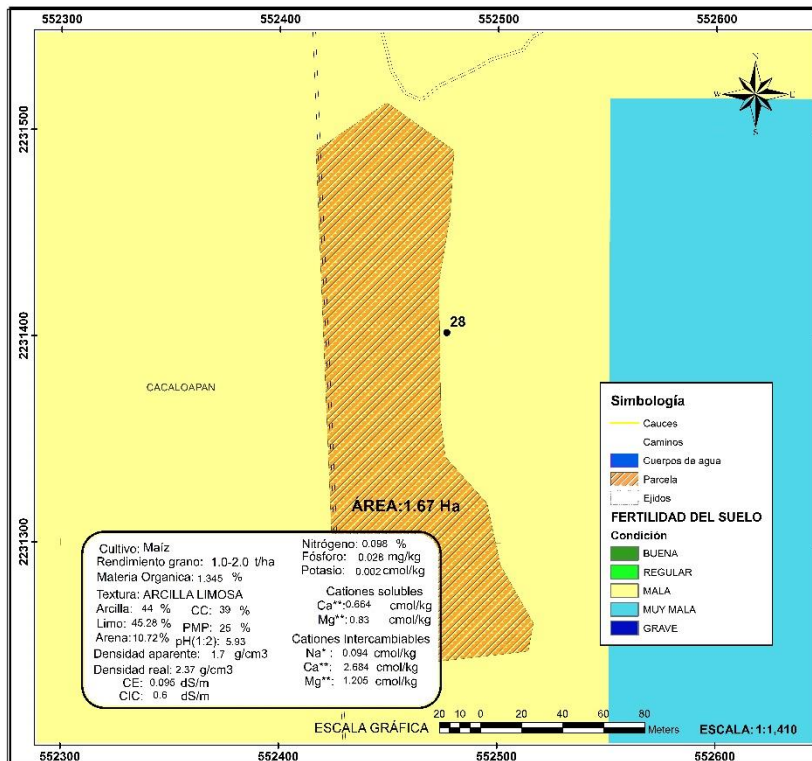 552300 552400 552500 552600
N
W E
S
2231500
2231400
2231300
28
CACALOAPAN
ÁREA:1.67 Ha
Simbología
Cauces
Caminos
Cuerpos de agua
Parcela
Ejidos
FERTILIDAD DEL SUELO
Condición
BUENA
REGULAR
MALA
MUY MALA
GRAVE
Cultivo: Maíz
Rendimiento grano: 1.0-2.0 t/ha
Materia Organica: 1.345 %
Textura: ARCILLA LIMOSA
Arcilla: 44 % CC: 39 %
Limo: 45.28 % PMP: 25 %
Arena: 10.72% pH(1:2): 5.93
Densidad aparente: 1.7 g/cm3
Densidad real: 2.37 g/cm3
CE: 0.095 dS/m
CIC: 0.6 dS/m
Nitrógeno: 0.098 %
Fósforo: 0.026 mg/kg
Potasio: 0.002 cmol/kg
Cationes solubles
Ca**: 0.664 cmol/kg
Mg**: 0.83 cmol/kg
Cationes Intercambiables
Na*: 0.094 cmol/kg
Ca**: 2.684 cmol/kg
Mg**: 1.205 cmol/kg
ESCALA GRÁFICA 20 10 0 20 40 60 80 Meters ESCALA: 1:1,410
552300 552400 552500 552600